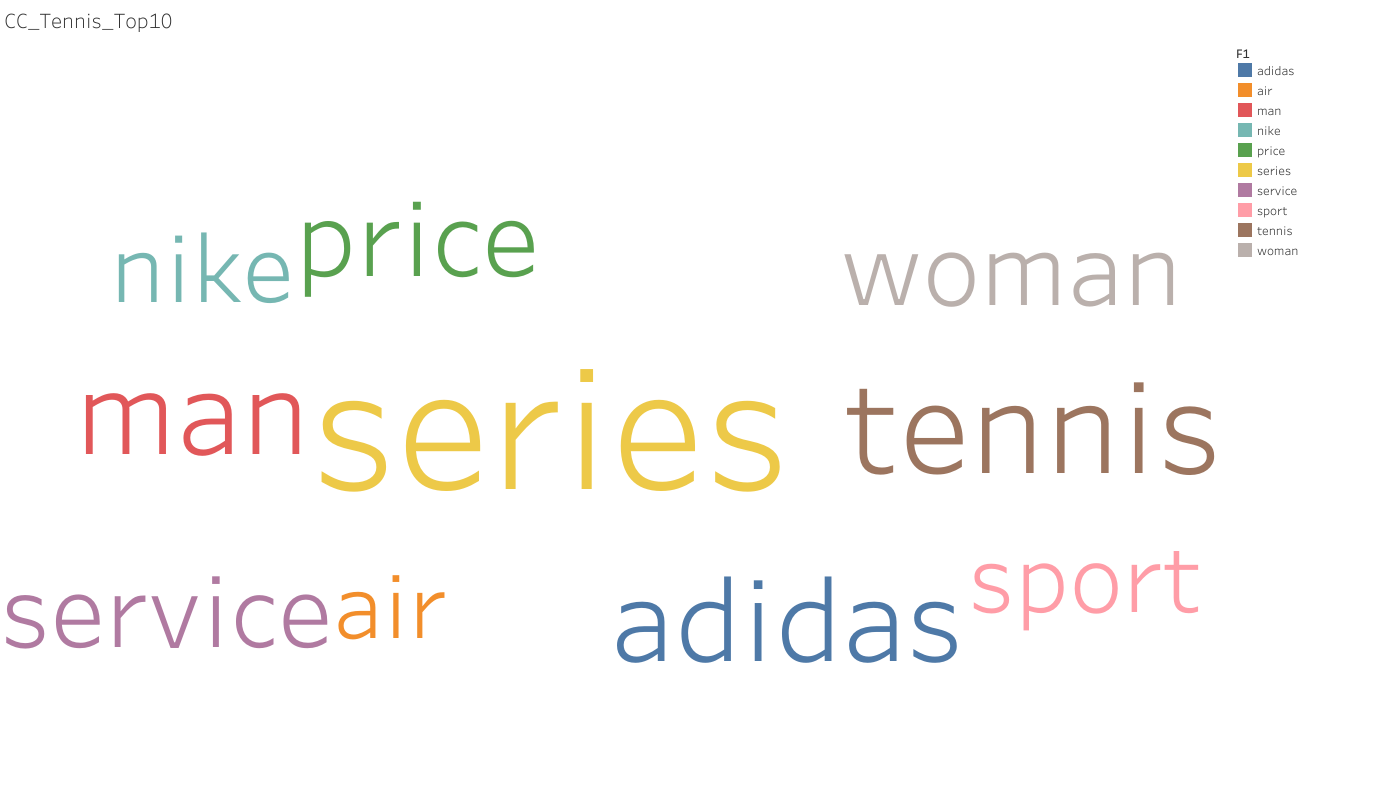 CC_Tennis_Top10
F1
adidas
air
man
nike
price
series
service
sport
tennis
woman
nike price woman
man series tennis
service air adidas sport